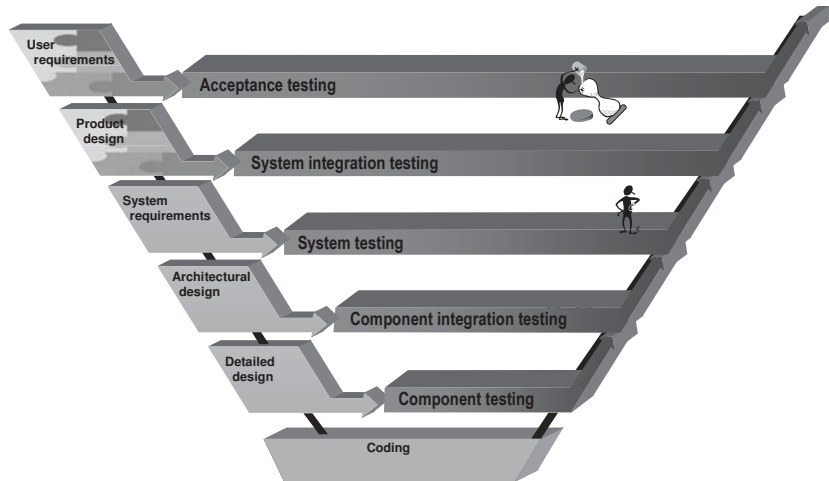 User
requirements
Acceptance testing
Product
design
System integration testing
System
requirements
System testing
Architectural
design
Component integration testing
Detailed
design
Component testing
Coding